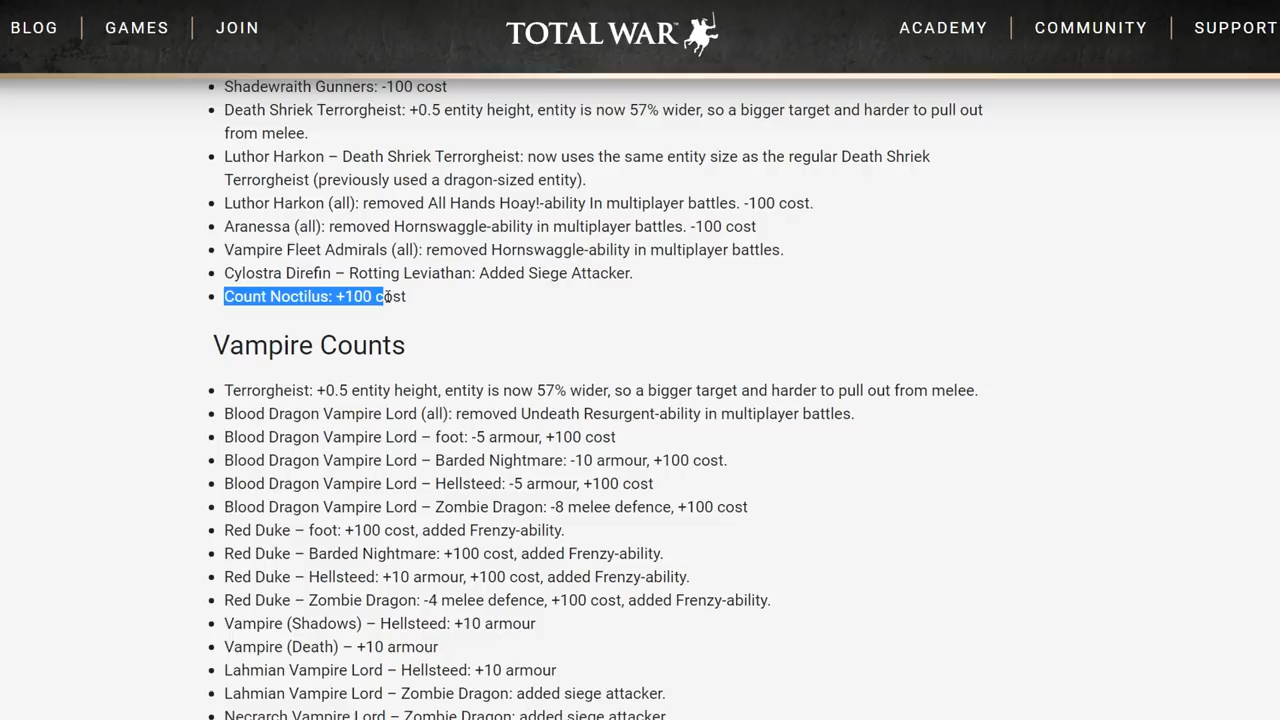 BLOG GAMES JOIN TOTAL WAR™ ACADEMY COMMUNITY SUPPORT
Shadewraith Gunners: -100 cost
Death Shriek Terrorgheist: +0.5 entity height, entity is now 57% wider, so a bigger target and harder to pull out
from melee.
Luthor Harkon – Death Shriek Terrorgheist: now uses the same entity size as the regular Death Shriek
Terrorgheist (previously used a dragon-sized entity).
Luthor Harkon (all): removed All Hands Hoay!-ability In multiplayer battles. -100 cost.
Aranessa (all): removed Hornswaggle-ability in multiplayer battles. -100 cost
Vampire Fleet Admirals (all): removed Hornswaggle-ability in multiplayer battles.
Cylostra Direfin – Rotting Leviathan: Added Siege Attacker.
Count Noctilus: +100 cost
Vampire Counts
Terrorgheist: +0.5 entity height, entity is now 57% wider, so a bigger target and harder to pull out from melee.
Blood Dragon Vampire Lord (all): removed Undeath Resurgent-ability in multiplayer battles.
Blood Dragon Vampire Lord – foot: -5 armour, +100 cost
Blood Dragon Vampire Lord – Barded Nightmare: -10 armour, +100 cost.
Blood Dragon Vampire Lord – Hellsteed: -5 armour, +100 cost
Blood Dragon Vampire Lord – Zombie Dragon: -8 melee defence, +100 cost
Red Duke – foot: +100 cost, added Frenzy-ability.
Red Duke – Barded Nightmare: +100 cost, added Frenzy-ability.
Red Duke – Hellsteed: +10 armour, +100 cost, added Frenzy-ability.
Red Duke – Zombie Dragon: -4 melee defence, +100 cost, added Frenzy-ability.
Vampire (Shadows) – Hellsteed: +10 armour
Vampire (Death) – +10 armour
Lahmian Vampire Lord – Hellsteed: +10 armour
Lahmian Vampire Lord – Zombie Dragon: added siege attacker.
Necrarch Vampire Lord – Zombie Dragon: added siege attacker